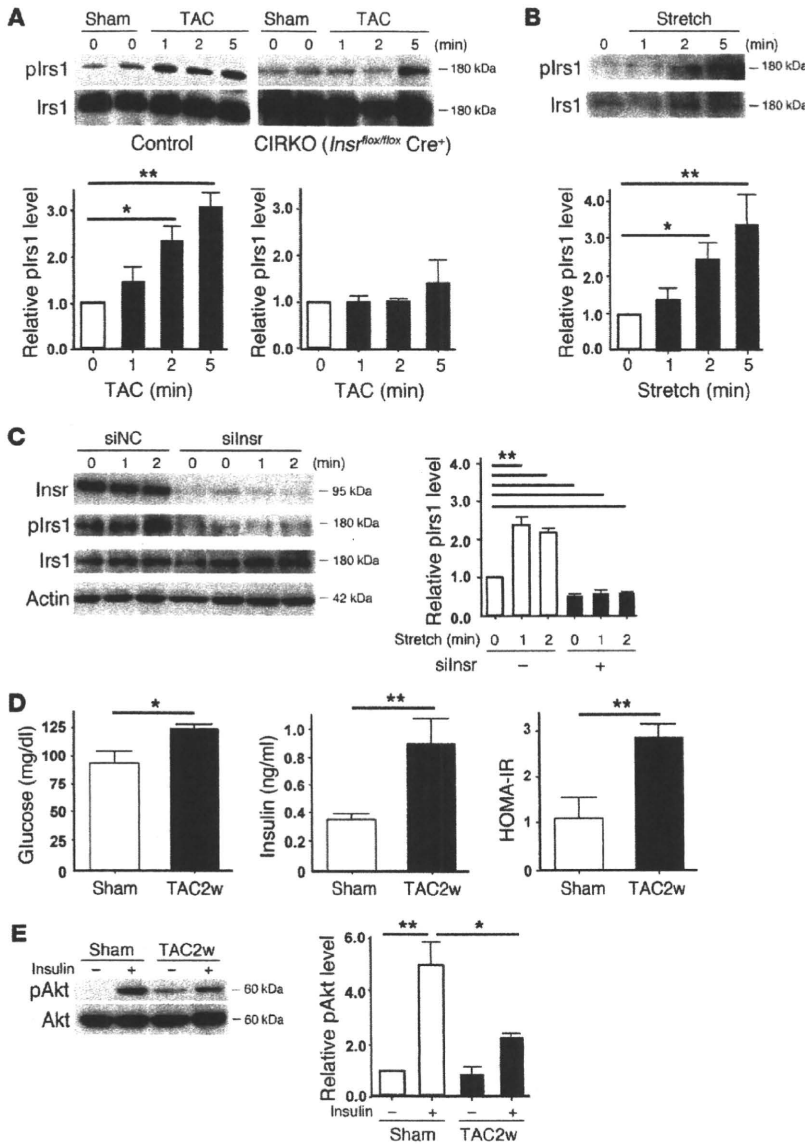 A
Sham TAC
0 0 1 2 5 (min)
pIrs1 – 180 kDa
Irs1 – 180 kDa
Control
Sham TAC
0 0 1 2 5 (min)
– 180 kDa
– 180 kDa
CIRKO (Insrflox/flox Cre+)
Relative pIrs1 level
3.0
2.0
1.0
0.0
* **
0 1 2 5
TAC (min)
Relative pIrs1 level
3.0
2.0
1.0
0.0
0 1 2 5
TAC (min)
B
Stretch
0 1 2 5 (min)
pIrs1 – 180 kDa
Irs1 – 180 kDa
Relative pIrs1 level
4.0
3.0
2.0
1.0
0.0
* **
0 1 2 5
Stretch (min)
C
siNC siInsr
0 1 2 0 0 1 2 (min)
Insr – 95 kDa
pIrs1 – 180 kDa
Irs1 – 180 kDa
Actin – 42 kDa
Relative pIrs1 level
4.0
3.0
2.0
1.0
0.0
**
Stretch (min) 0 1 2 0 1 2
siInsr – +
D
Glucose (mg/dl)
125
100
75
50
25
0
*
Sham TAC2w
Insulin (ng/ml)
1.0
0.8
0.6
0.4
0.2
0
**
Sham TAC2w
HOMA-IR
3
2
1
0
**
Sham TAC2w
E
Sham TAC2w
Insulin – + – +
pAkt – 60 kDa
Akt – 60 kDa
Relative pAkt level
6.0
4.0
2.0
0.0
** *
Insulin – + – +
Sham TAC2w